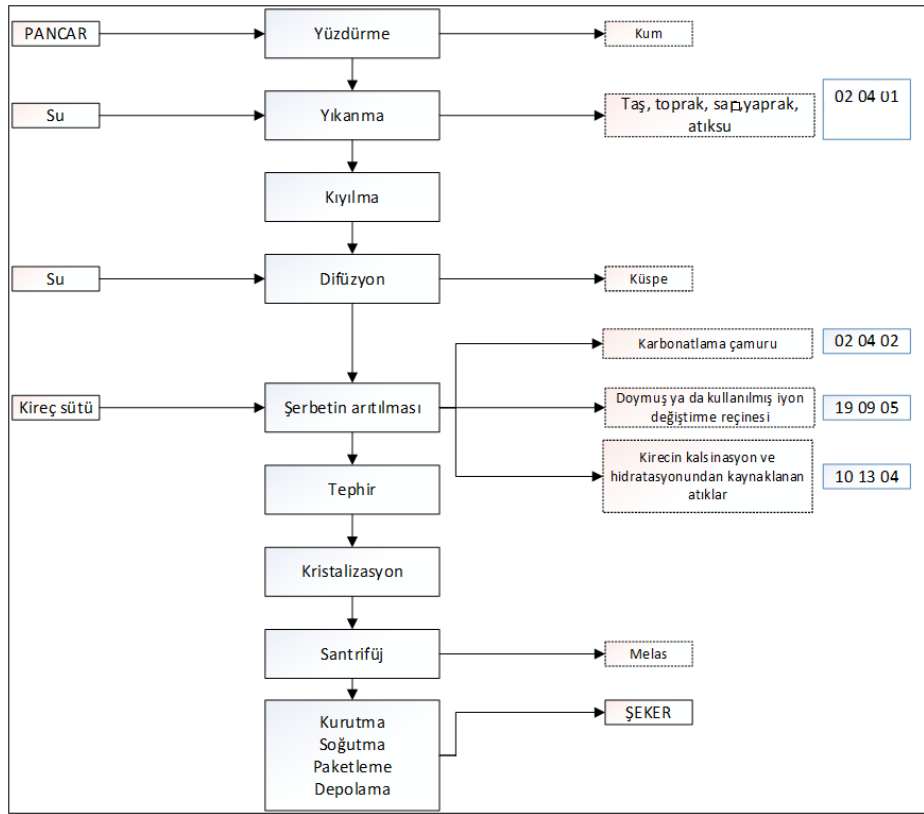 PANCAR
Yüzdürme
Kum
Su
Yıkanma
Taş, toprak, sap,yaprak,
atıksu
02 04 01
Kıyılma
Su
Difüzyon
Küspe
Karbonatlama çamuru
02 04 02
Kireç sütü
Şerbetin arıtılması
Doymuş ya da kullanılmış iyon
değiştirme reçinesi
19 09 05
Kirecin kalsinasyon ve
hidratasyonundan kaynaklanan
atıklar
10 13 04
Tephir
Kristalizasyon
Santrifüj
Melas
Kurutma
Soğutma
Paketleme
Depolama
ŞEKER